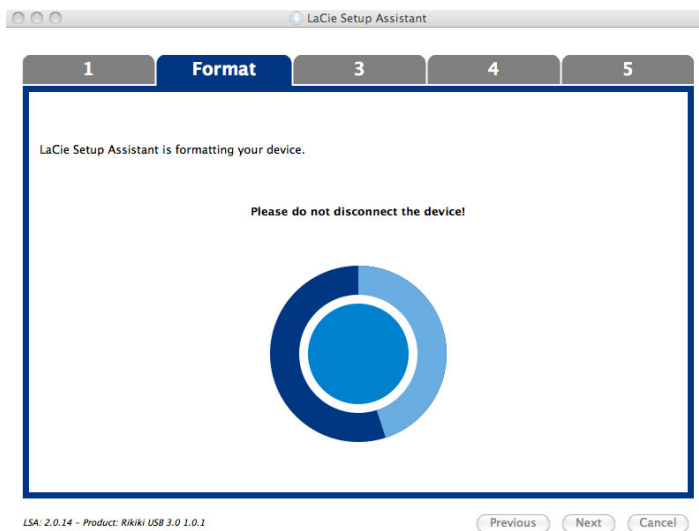 LaCie Setup Assistant
1 Format 3 4 5
LaCie Setup Assistant is formatting your device.
Please do not disconnect the device!
LSA: 2.0.14 – Product: Rikiki USB 3.0 1.0.1
Previous Next Cancel